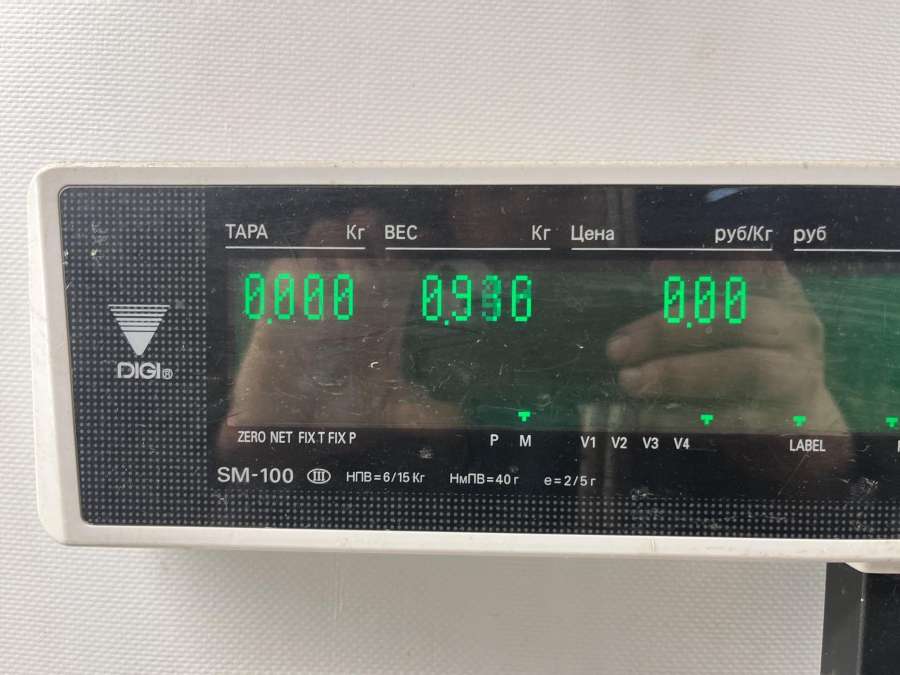 ТАРА Кг ВЕС Кг Цена руб/Кг руб
0.000 0.936 0.00
DIGI®
ZERO NET FIX T FIX P P M V1 V2 V3 V4 LABEL
SM-100 III НПВ=6/15 Кг НмПВ=40 г e=2/5 г